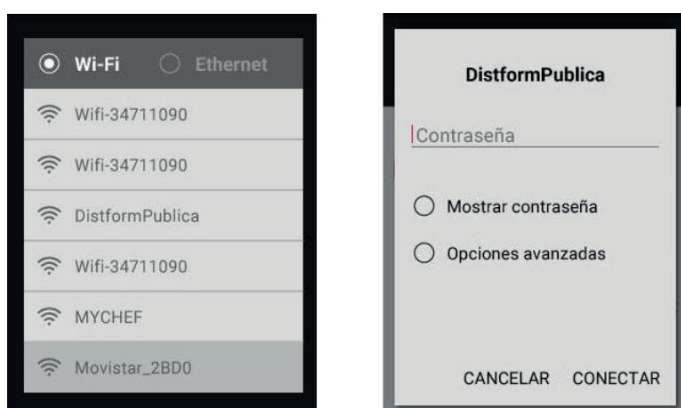 Wi-Fi Ethernet
Wifi-34711090
Wifi-34711090
DistformPublica
Wifi-34711090
MYCHEF
Movistar_2BD0
DistformPublica
Contraseña
Mostrar contraseña
Opciones avanzadas
CANCELAR CONECTAR